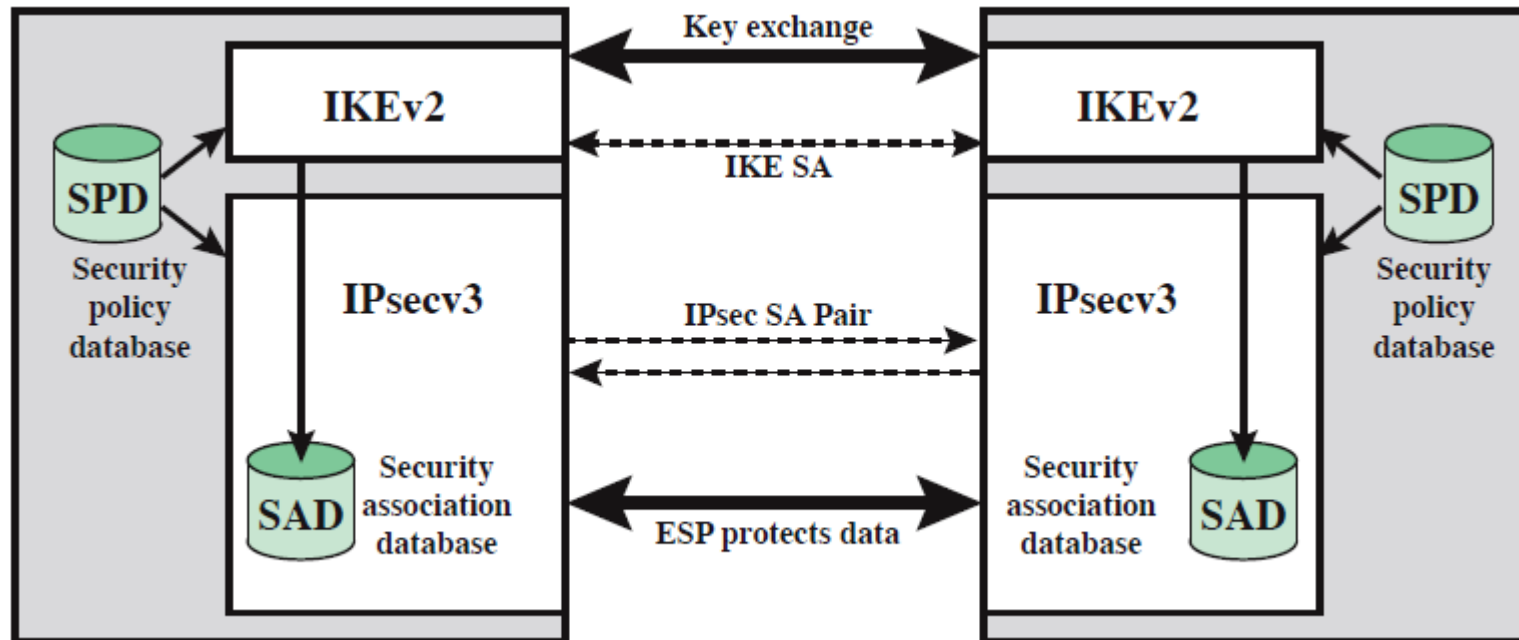 Key exchange
IKEv2
IKEv2
IKE SA
SPD
SPD
Security
policy
database
Security
policy
database
IPsecv3
IPsecv3
IPsec SA Pair
SAD
Security
association
database
Security
association
database
SAD
ESP protects data